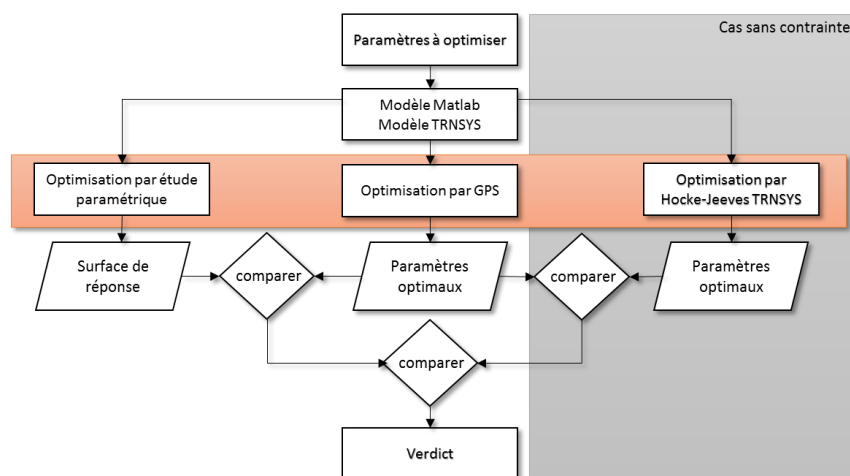 Cas sans contrainte
Paramètres à optimiser
Modèle Matlab
Modèle TRNSYS
Optimisation par étude
paramétrique
Optimisation par GPS
Optimisation par
Hocke-Jeeves TRNSYS
Surface de
réponse
comparer
Paramètres
optimaux
comparer
Paramètres
optimaux
comparer
Verdict